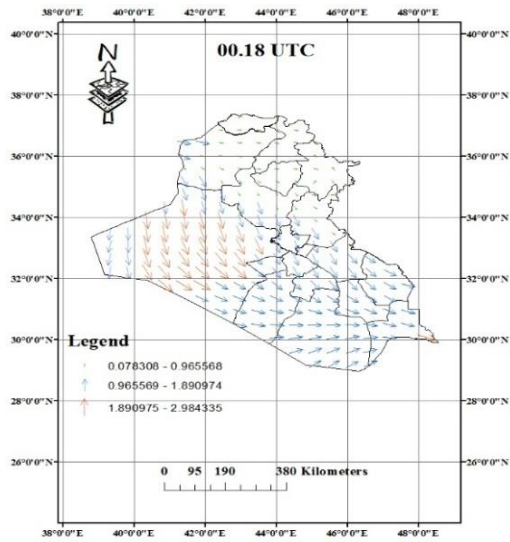 38°0'0"E 40°0'0"E 42°0'0"E 44°0'0"E 46°0'0"E 48°0'0"E
40°0'0"N 40°0'0"N
N
00.18 UTC
38°0'0"N 38°0'0"N
36°0'0"N 36°0'0"N
34°0'0"N 34°0'0"N
32°0'0"N 32°0'0"N
30°0'0"N 30°0'0"N
Legend
0.078308 - 0.965568
0.965569 - 1.890974
28°0'0"N 28°0'0"N
1.890975 - 2.984335
26°0'0"N 26°0'0"N
0 95 190 380 Kilometers
38°0'0"E 40°0'0"E 42°0'0"E 44°0'0"E 46°0'0"E 48°0'0"E